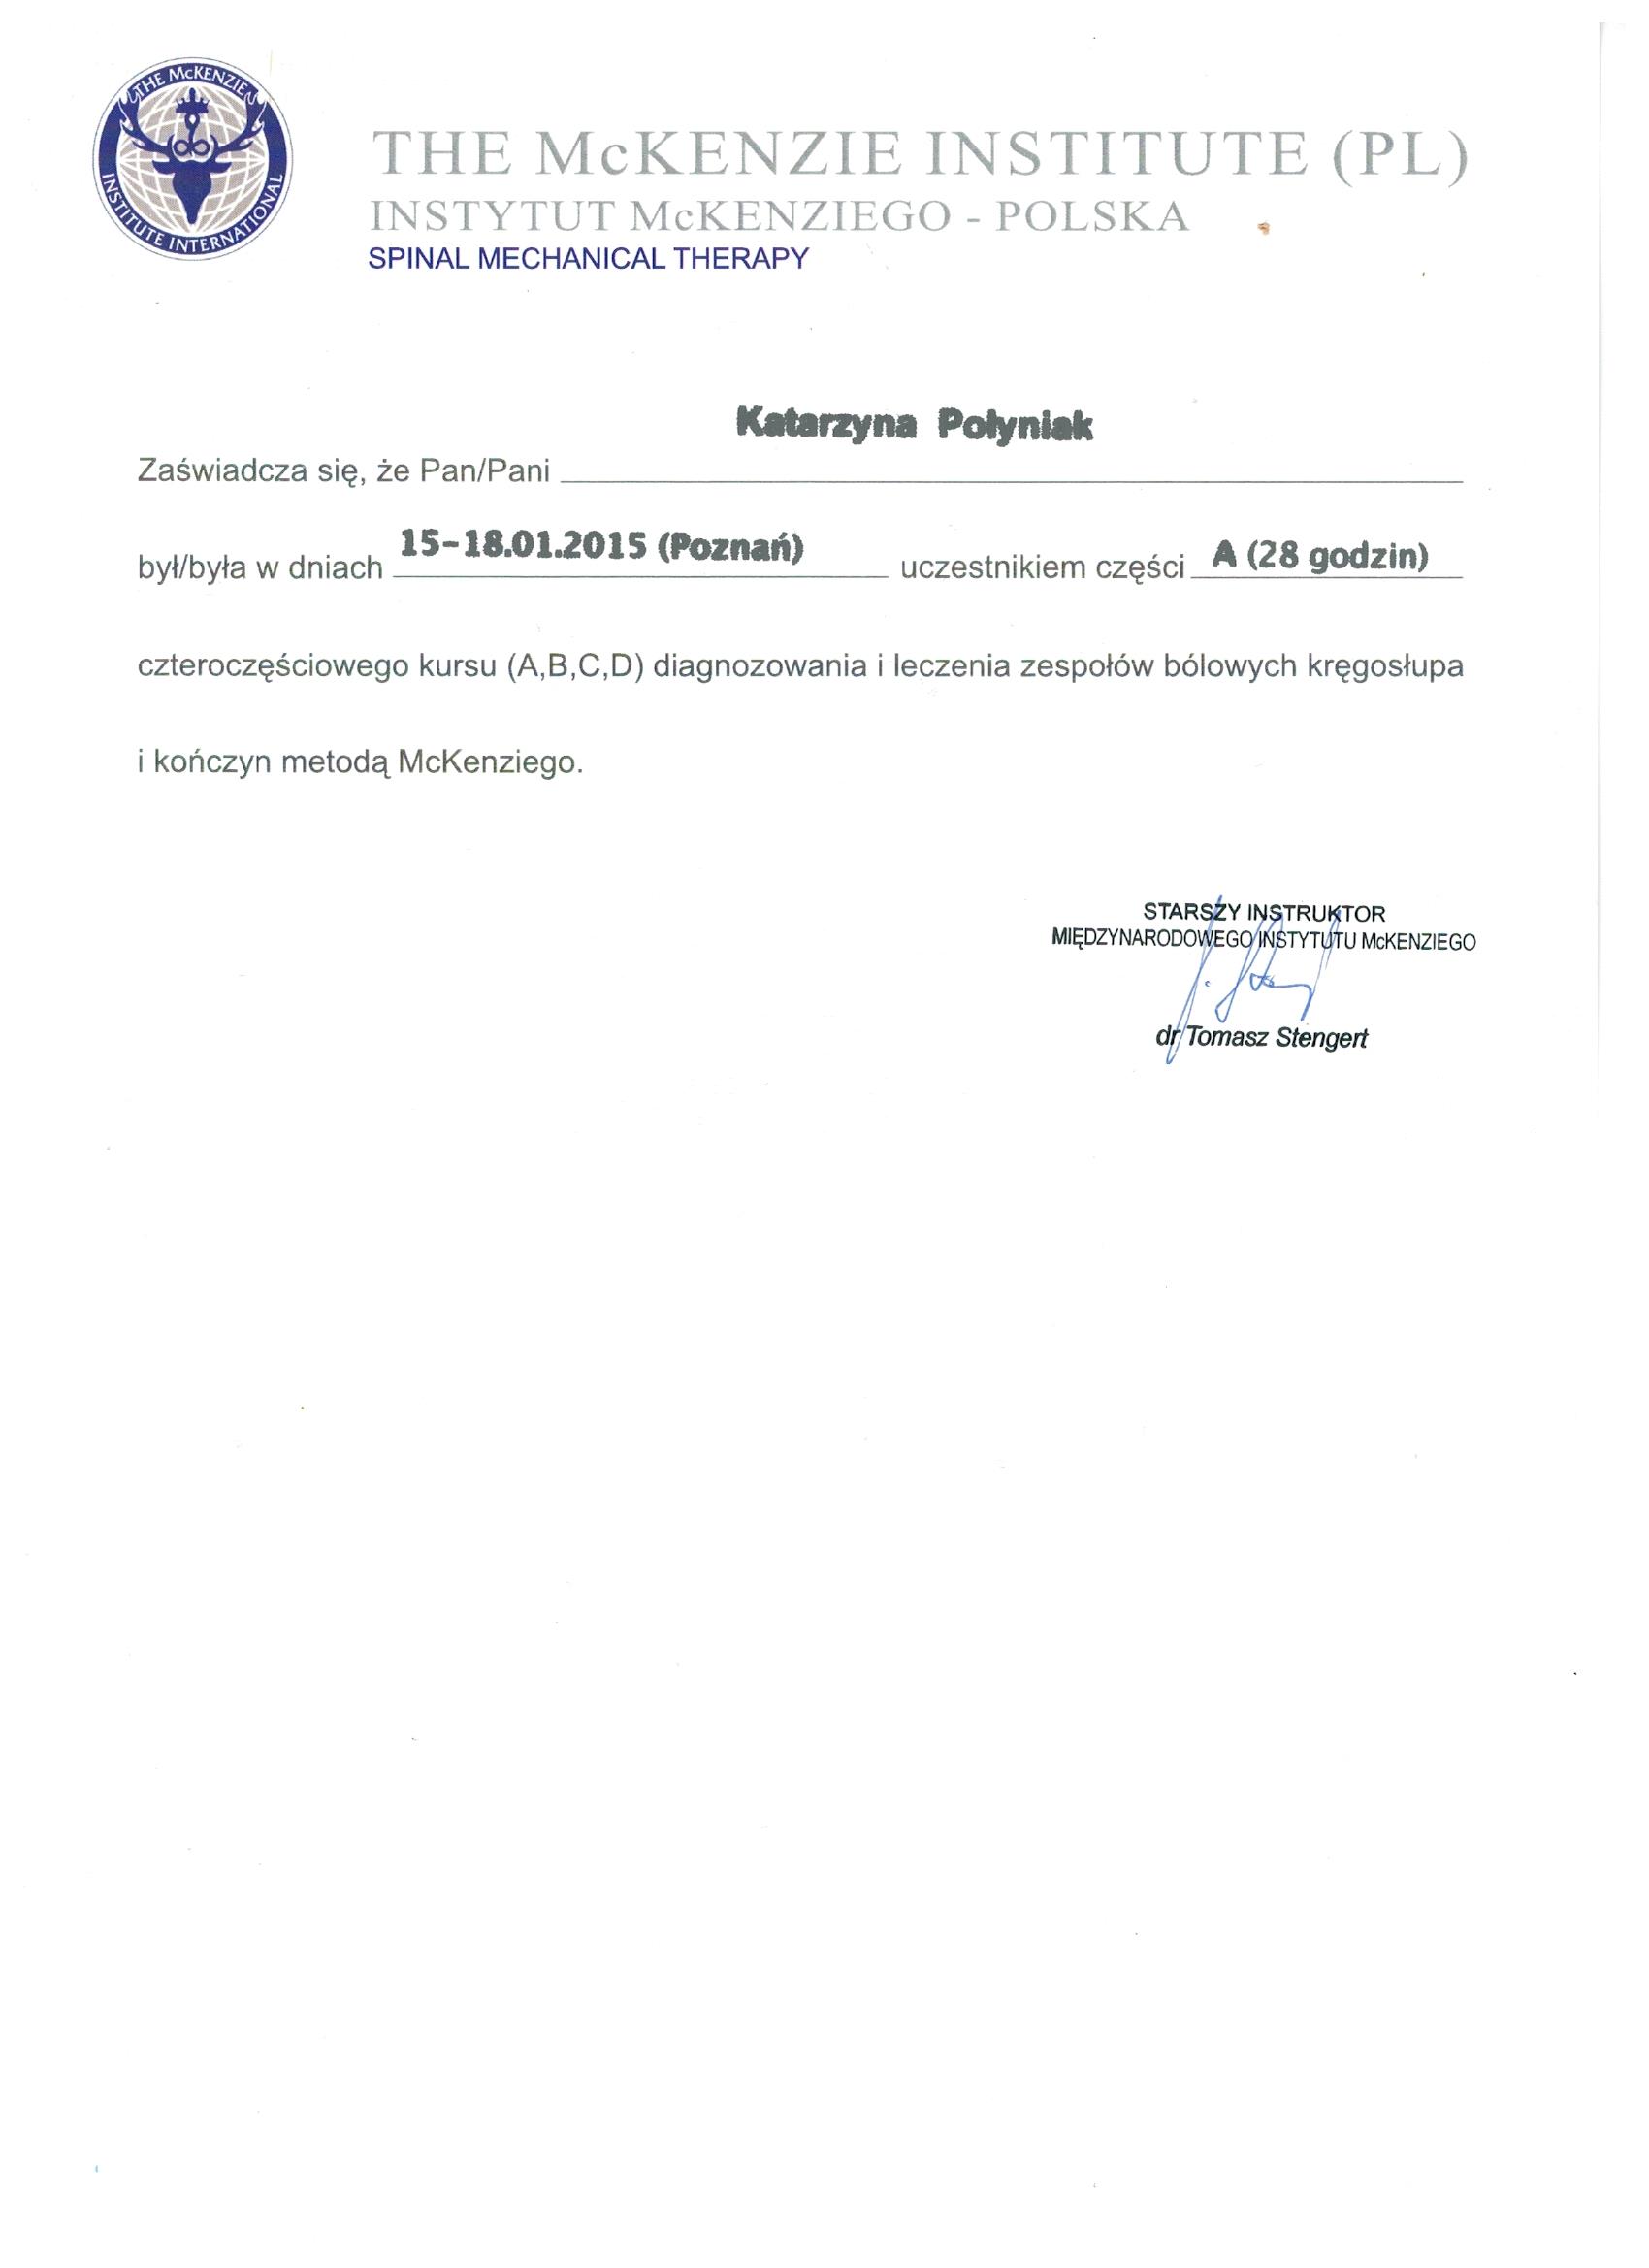 THE McKENZIE
INSTITUTE INTERNATIONAL
THE McKENZIE INSTITUTE (PL)
INSTYTUT McKENZIEGO - POLSKA
SPINAL MECHANICAL THERAPY
Zaświadcza się, że Pan/Pani Katarzyna Połyniak
był/była w dniach 15-18.01.2015 (Poznań) uczestnikiem części A (28 godzin)
czteroczęściowego kursu (A,B,C,D) diagnozowania i leczenia zespołów bólowych kręgosłupa
i kończyn metodą McKenziego.
STARSZY INSTRUKTOR
MIĘDZYNARODOWEGO INSTYTUTU McKENZIEGO
dr Tomasz Stengert